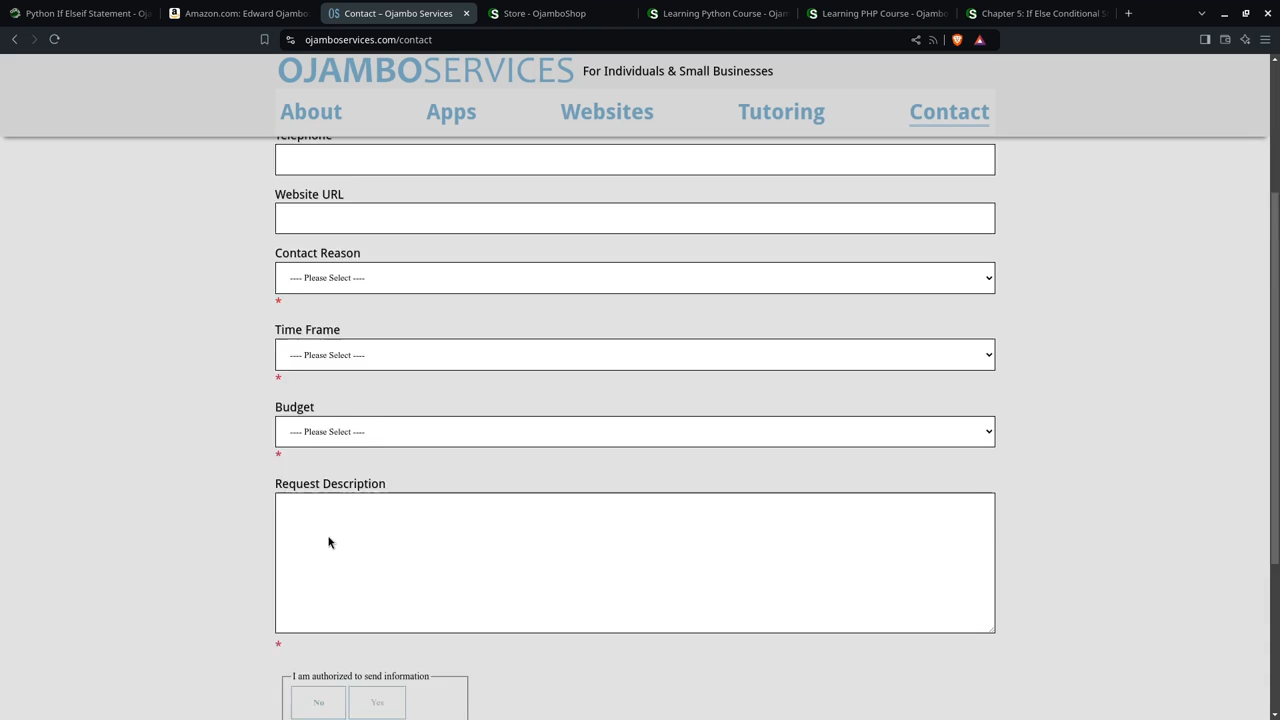 Python If Elseif Statement - Oja
Amazon.com: Edward Ojambo
Contact – Ojambo Services
Store - OjamboShop
Learning Python Course - Ojam
Learning PHP Course - Ojambo
Chapter 5: If Else Conditional S
ojamboservices.com/contact
OJAMBOSERVICES For Individuals & Small Businesses
About Apps Websites Tutoring Contact
Telephone
Website URL
Contact Reason
---- Please Select ----
*
Time Frame
---- Please Select ----
*
Budget
---- Please Select ----
*
Request Description
*
I am authorized to send information
No Yes